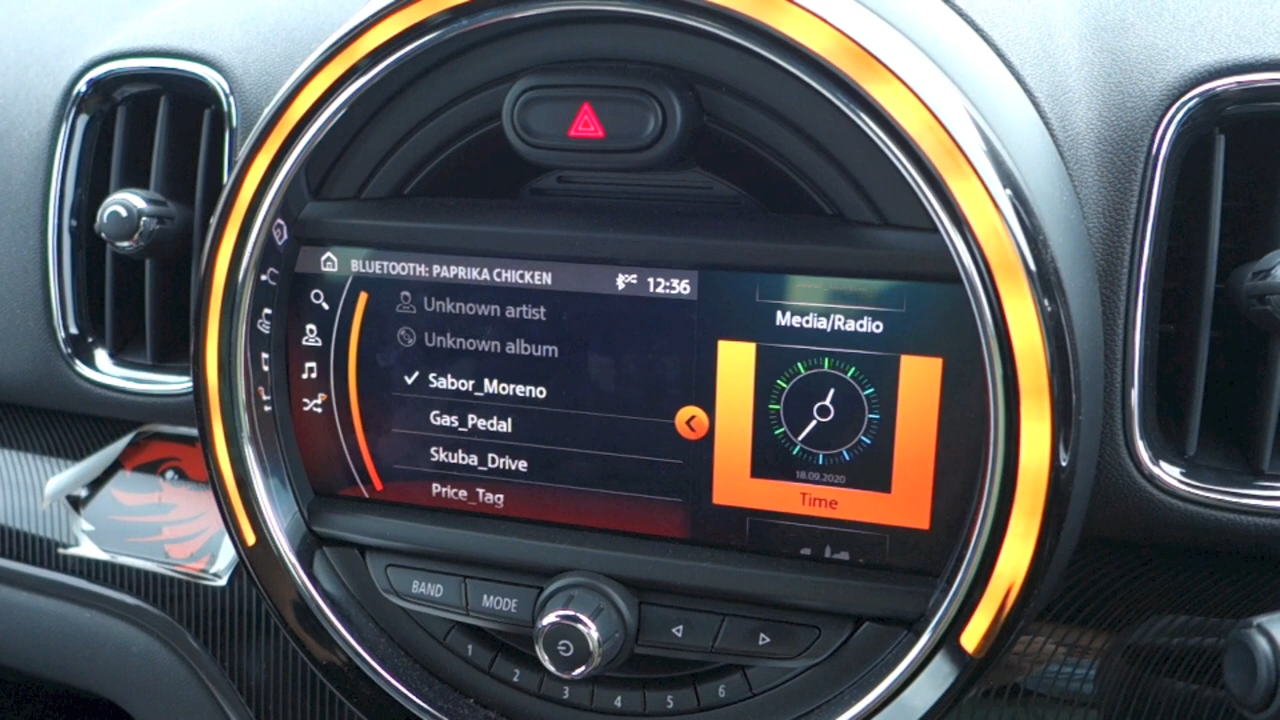 BLUETOOTH: PAPRIKA CHICKEN 12:36
Unknown artist
Unknown album
Sabor_Moreno
Gas_Pedal
Skuba_Drive
Price_Tag
Media/Radio
18.09.2020
Time
BAND
MODE
1
2
3
4
5
6